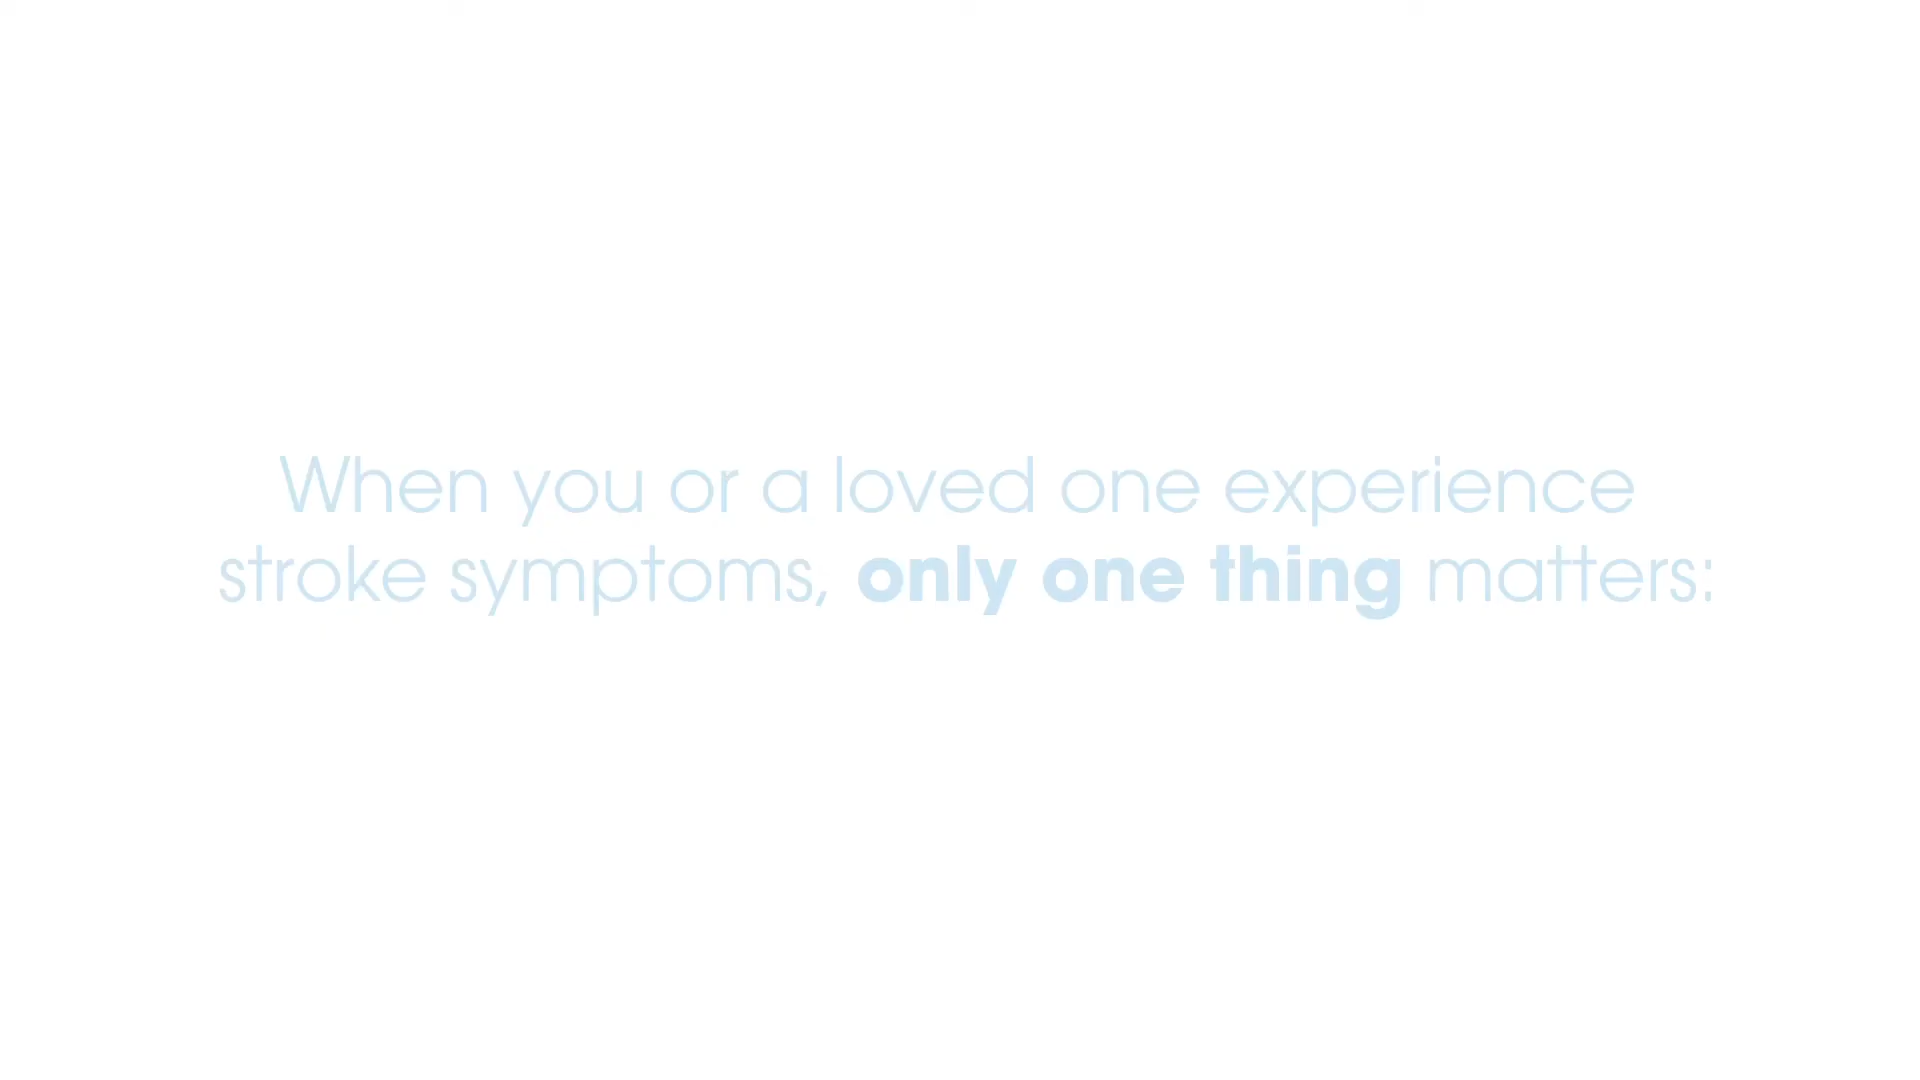 When you or a loved one experience
stroke symptoms, only one thing matters: